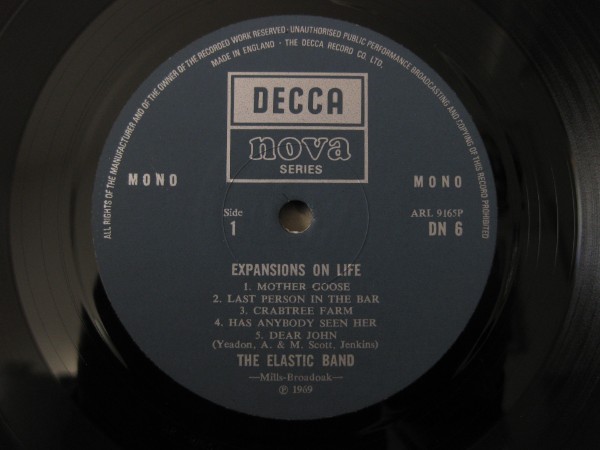 ALL RIGHTS OF THE MANUFACTURER AND OF THE OWNER OF THE RECORDED WORK RESERVED · UNAUTHORISED PUBLIC PERFORMANCE BROADCASTING AND COPYING OF THIS RECORD PROHIBITED
MADE IN ENGLAND · THE DECCA RECORD CO. LTD.
DECCA
nova
SERIES
MONO MONO
Side ARL 9165P
1 DN 6
EXPANSIONS ON LIFE
1. MOTHER GOOSE
2. LAST PERSON IN THE BAR
3. CRABTREE FARM
4. HAS ANYBODY SEEN HER
5. DEAR JOHN
(Yeadon, A. & M. Scott, Jenkins)
THE ELASTIC BAND
—Mills-Broadoak—
℗ 1969